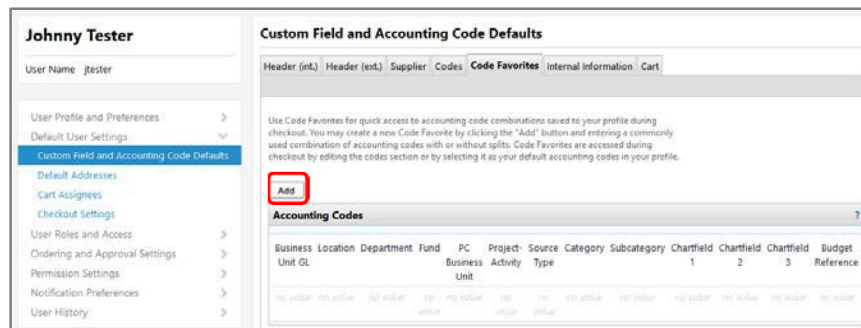 Johnny Tester
User Name jtester
User Profile and Preferences
Default User Settings
Custom Field and Accounting Code Defaults
Default Addresses
Cart Assignees
Checkout Settings
User Roles and Access
Ordering and Approval Settings
Permission Settings
Notification Preferences
User History
Custom Field and Accounting Code Defaults
Header (int.) Header (ext.) Supplier Codes Code Favorites Internal Information Cart
Use Code Favorites for quick access to accounting code combinations saved to your profile during
checkout. You may create a new Code Favorite by clicking the "Add" button and entering a commonly
used combination of accounting codes with or without splits. Code Favorites are accessed during
checkout by editing the codes section or by selecting it as your default accounting codes in your profile.
Add
Accounting Codes ?
Business Location Department Fund PC Project- Source Category Subcategory Chartfield Chartfield Chartfield Budget
Unit GL Business Activity Type 1 2 3 Reference
Unit
no value no value no value no no value no no no value no value no value no value no value no value
value value value